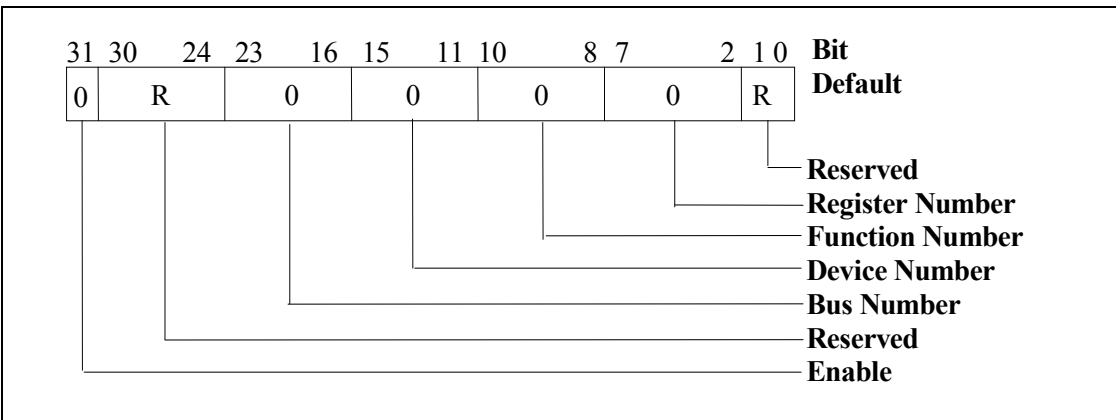 31 30 24 23 16 15 11 10 8 7 2 1 0 Bit
0 R 0 0 0 0 R Default
Reserved
Register Number
Function Number
Device Number
Bus Number
Reserved
Enable